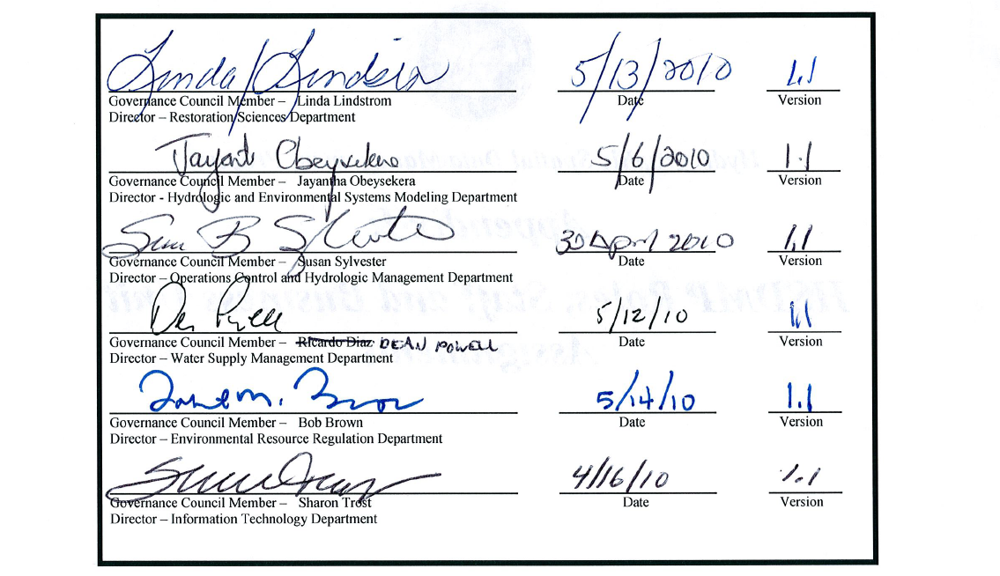 Linda Lindstrom 5/13/2010 1.1
Governance Council Member – Linda Lindstrom Date Version
Director – Restoration Sciences Department
Jayantha Obeysekera 5/6/2010 1.1
Governance Council Member – Jayantha Obeysekera Date Version
Director - Hydrologic and Environmental Systems Modeling Department
Susan B Sylvester 30 April 2010 1.1
Governance Council Member – Susan Sylvester Date Version
Director – Operations Control and Hydrologic Management Department
5/12/10 1.1
Governance Council Member – Ricardo Diaz DEAN POWELL Date Version
Director – Water Supply Management Department
5/14/10 1.1
Governance Council Member – Bob Brown Date Version
Director – Environmental Resource Regulation Department
4/16/10 1.1
Governance Council Member – Sharon Trost Date Version
Director – Information Technology Department